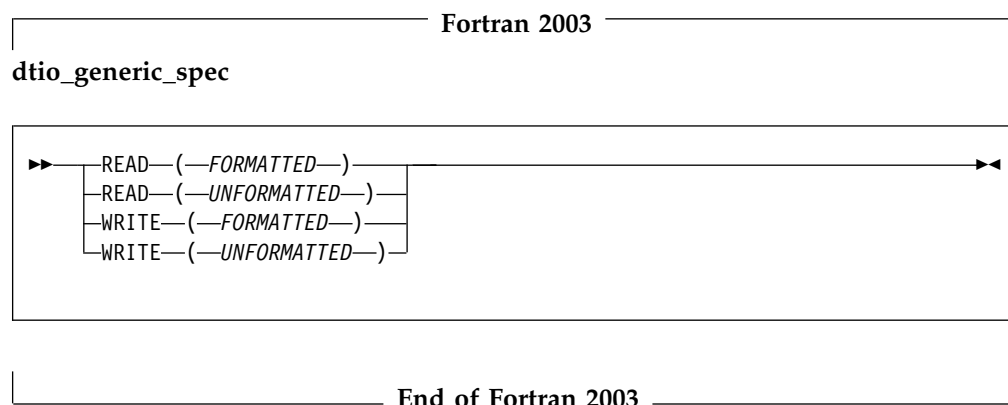 Fortran 2003
dtio_generic_spec
READ ( FORMATTED )
READ ( UNFORMATTED )
WRITE ( FORMATTED )
WRITE ( UNFORMATTED )
End of Fortran 2003